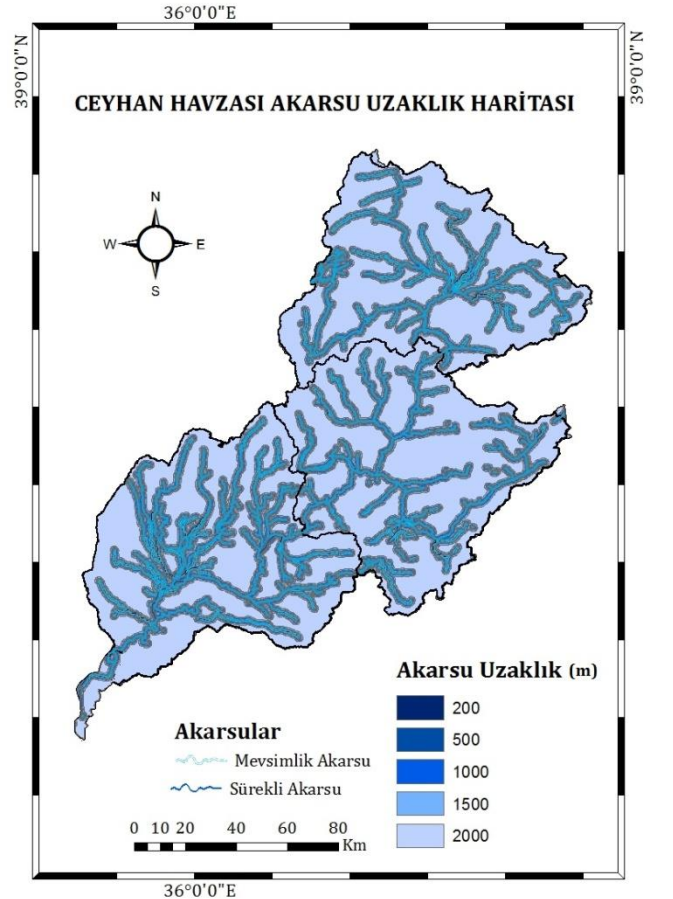 36°0'0"E
39°0'0"N
39°0'0"N
CEYHAN HAVZASI AKARSU UZAKLIK HARİTASI
N
W
E
S
Akarsu Uzaklık (m)
200
500
1000
1500
2000
Akarsular
Mevsimlik Akarsu
Sürekli Akarsu
0 10 20 40 60 80
Km
36°0'0"E